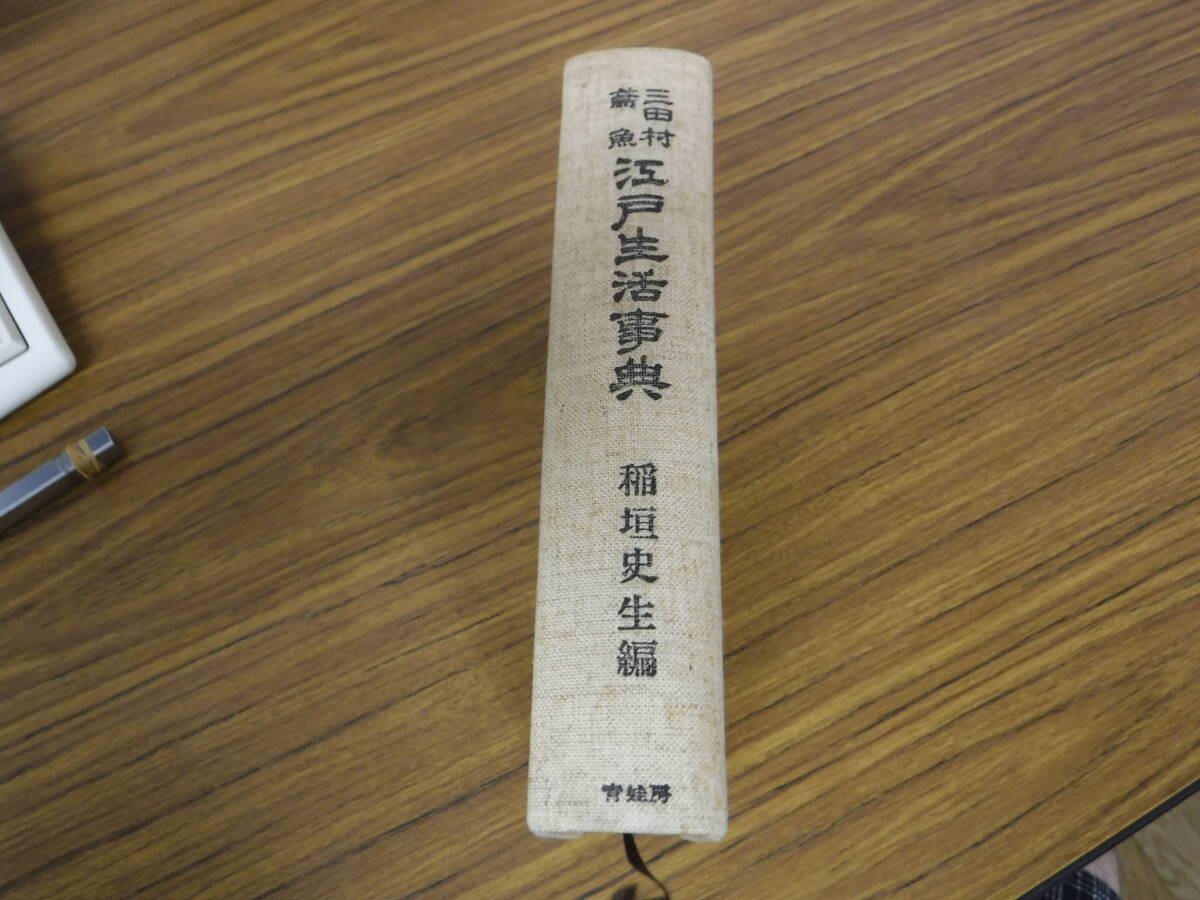 三田村
鳶魚
江戸生活事典
稲垣史生編
青蛙房